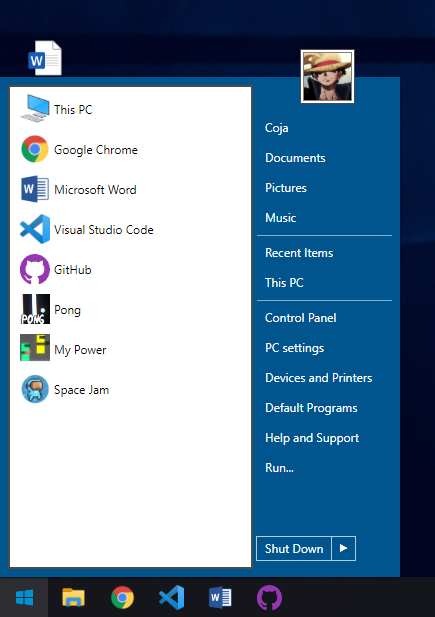 W
This PC
Google Chrome
Microsoft Word
Visual Studio Code
GitHub
PONG
Pong
My Power
Space Jam
Coja
Documents
Pictures
Music
Recent Items
This PC
Control Panel
PC settings
Devices and Printers
Default Programs
Help and Support
Run...
Shut Down